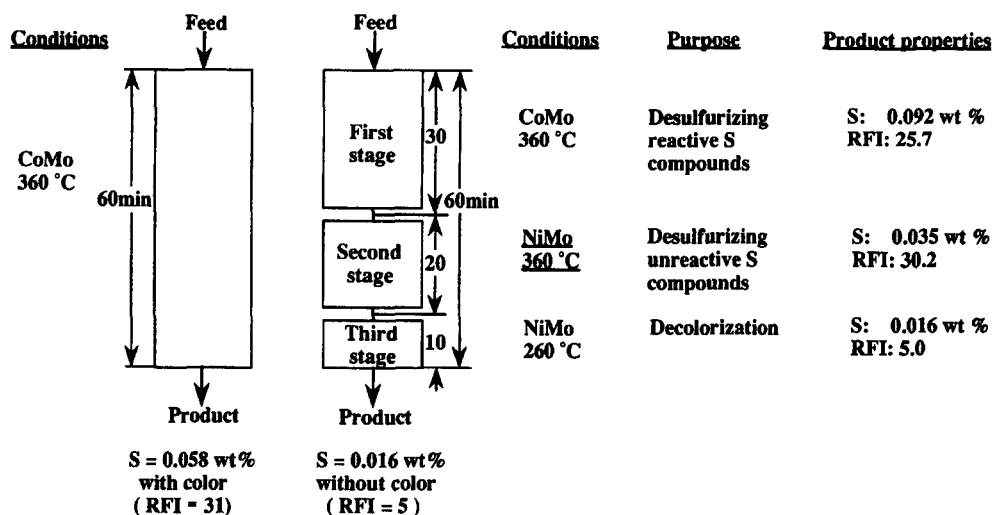 Feed
Feed
Conditions
Conditions
Purpose
Product properties
CoMo
360 °C
60min
First
stage
30
60min
CoMo
360 °C
Desulfurizing
reactive S
compounds
S: 0.092 wt %
RFI: 25.7
Second
stage
20
NiMo
360 °C
Desulfurizing
unreactive S
compounds
S: 0.035 wt %
RFI: 30.2
Third
stage
10
NiMo
260 °C
Decolorization
S: 0.016 wt %
RFI: 5.0
Product
Product
S = 0.058 wt%
with color
( RFI = 31)
S = 0.016 wt%
without color
( RFI = 5 )